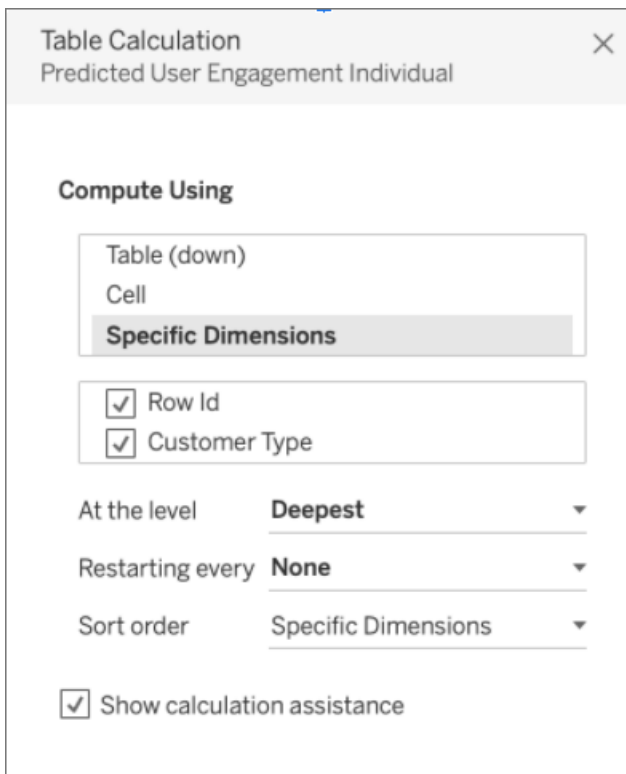 Table Calculation
Predicted User Engagement Individual
Compute Using
Table (down)
Cell
Specific Dimensions
Row Id
Customer Type
At the level Deepest
Restarting every None
Sort order Specific Dimensions
Show calculation assistance